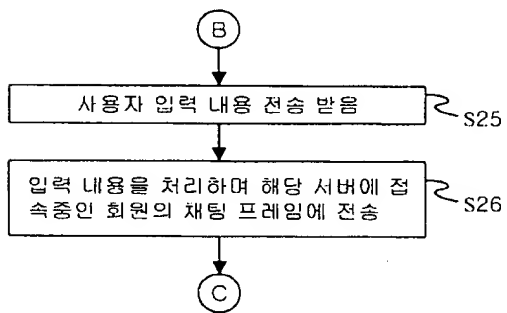 B
사용자 입력 내용 전송 받음
S25
입력 내용을 처리하며 해당 서버에 접
속중인 회원의 채팅 프레임에 전송
S26
C